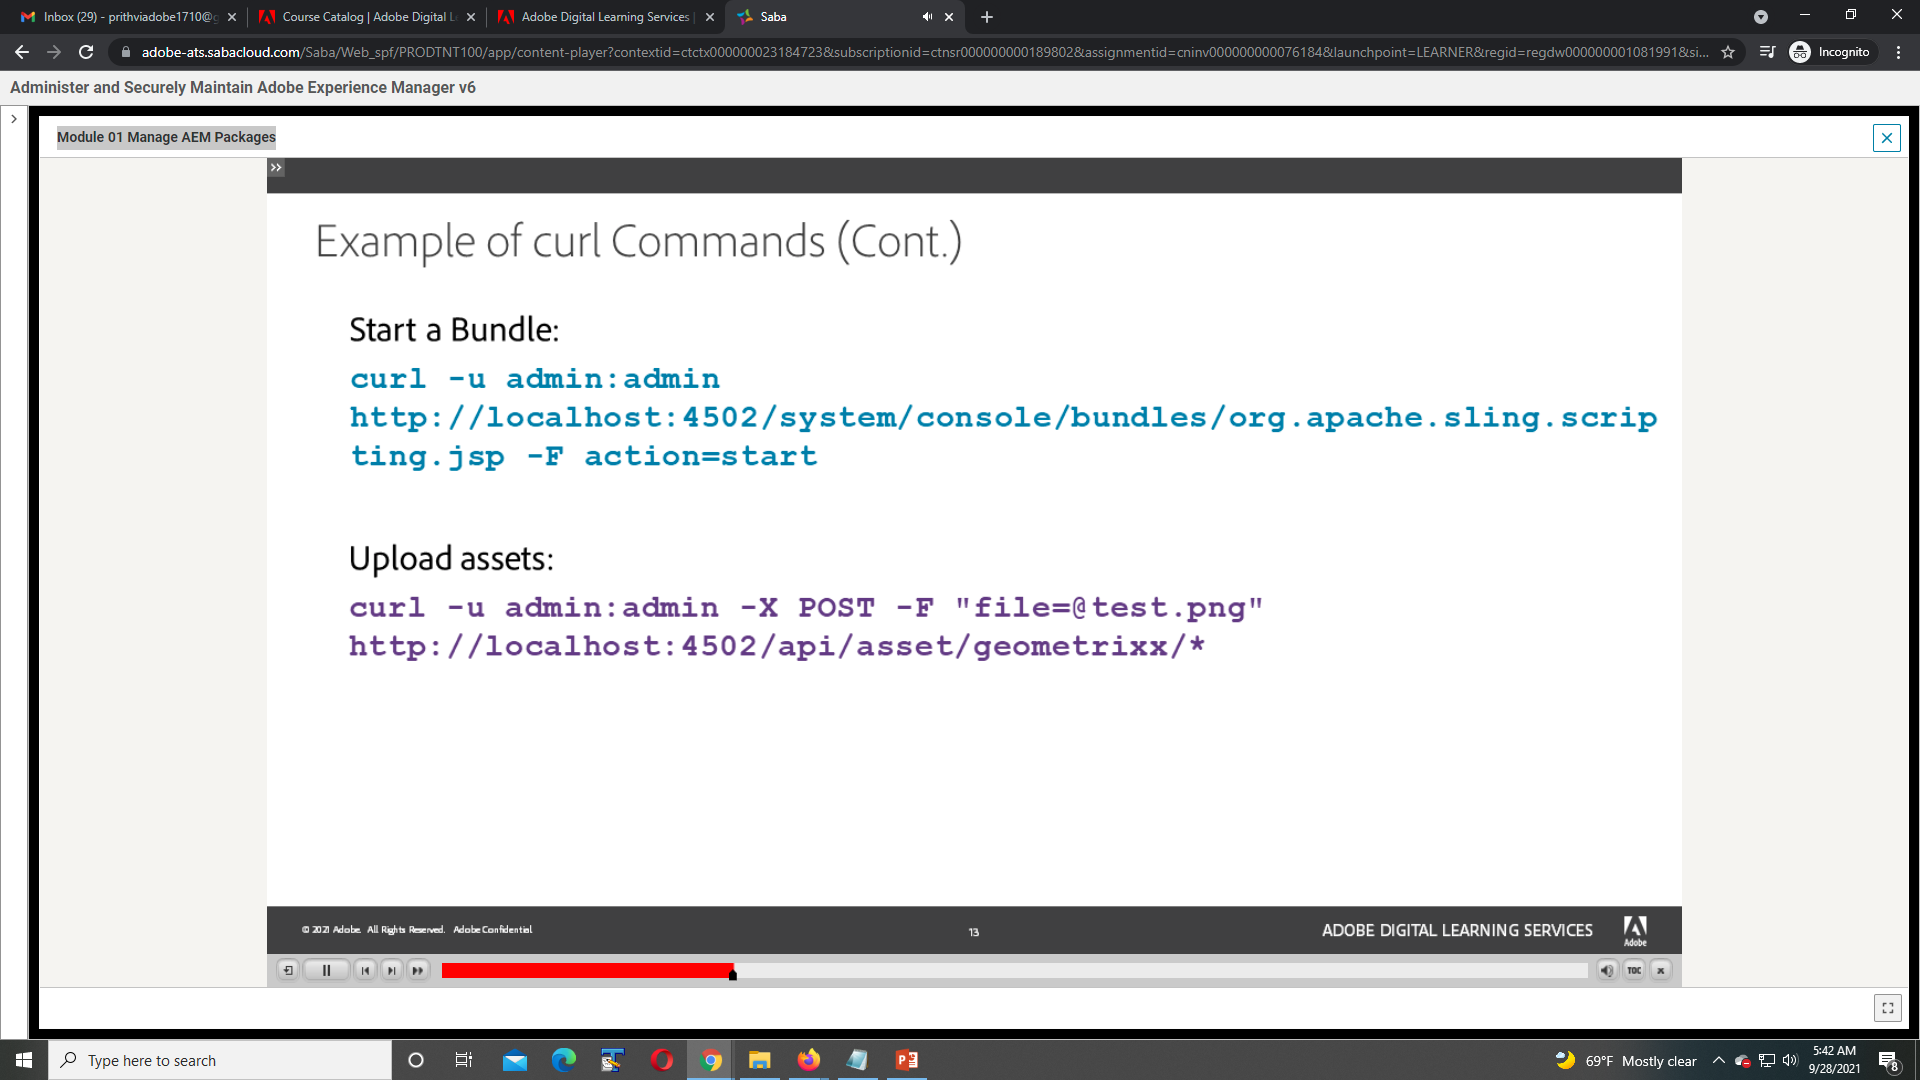 Inbox (29) - prithviadobe1710@g
Course Catalog | Adobe Digital L
Adobe Digital Learning Services |
Saba
adobe-ats.sabacloud.com/Saba/Web_spf/PRODTNT100/app/content-player?contextid=ctctx000000023184723&subscriptionid=ctnsr0000000000189802&assignmentid=cninv000000000076184&launchpoint=LEARNER&regid=regdw000000001081991&si...
Incognito
Administer and Securely Maintain Adobe Experience Manager v6
Module 01 Manage AEM Packages
Example of curl Commands (Cont.)
Start a Bundle:
curl -u admin:admin
http://localhost:4502/system/console/bundles/org.apache.sling.scrip
ting.jsp -F action=start
Upload assets:
curl -u admin:admin -X POST -F "file=@test.png"
http://localhost:4502/api/asset/geometrixx/*
© 2021 Adobe. All Rights Reserved. Adobe Confidential
13
ADOBE DIGITAL LEARNING SERVICES
Adobe
TOC
Type here to search
69°F Mostly clear
5:42 AM
9/28/2021
8